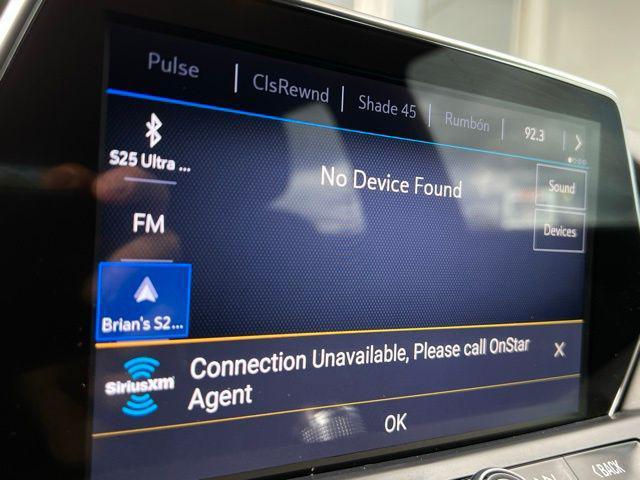 Pulse
ClsRewnd
Shade 45
Rumbón
92.3
S25 Ultra ...
No Device Found
Sound
FM
Devices
Brian's S2...
SiriusXM
Connection Unavailable, Please call OnStar
Agent
OK
BACK